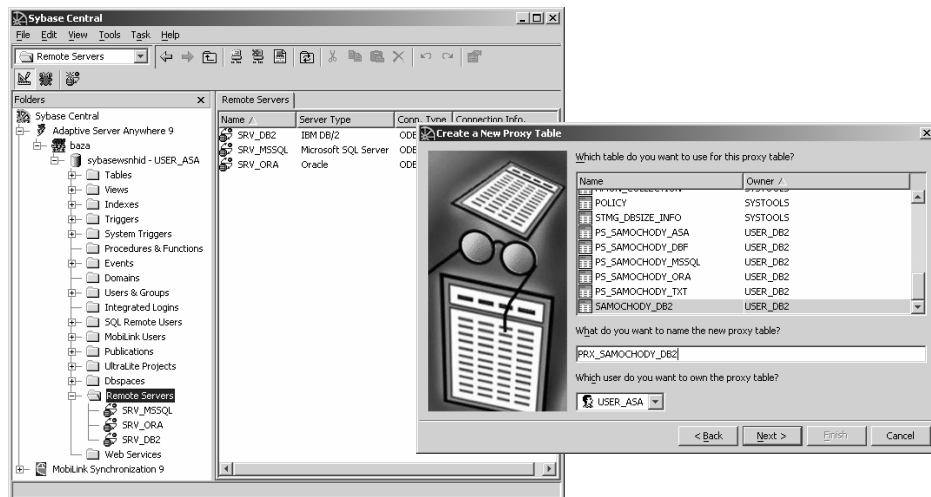 Sybase Central
File Edit View Tools Task Help
Remote Servers
Folders x
Sybase Central
Adaptive Server Anywhere 9
baza
sybasewsnhid - USER_ASA
Tables
Views
Indexes
Triggers
System Triggers
Procedures & Functions
Events
Domains
Users & Groups
Integrated Logins
SQL Remote Users
MobiLink Users
Publications
UltraLite Projects
Dbspaces
Remote Servers
SRV_MSSQL
SRV_ORA
SRV_DB2
Web Services
MobiLink Synchronization 9
Remote Servers
Name Server Type Conn. Type Connection Info.
SRV_DB2 IBM DB/2 ODB
SRV_MSSQL Microsoft SQL Server ODB
SRV_ORA Oracle ODB
Create a New Proxy Table
Which table do you want to use for this proxy table?
Name Owner
POLICY SYSTOOLS
STMG_DBSIZE_INFO SYSTOOLS
PS_SAMOCHODY_ASA USER_DB2
PS_SAMOCHODY_DBF USER_DB2
PS_SAMOCHODY_MSSQL USER_DB2
PS_SAMOCHODY_ORA USER_DB2
PS_SAMOCHODY_TXT USER_DB2
SAMOCHODY_DB2 USER_DB2
What do you want to name the new proxy table?
PRX_SAMOCHODY_DB2
Which user do you want to own the proxy table?
USER_ASA
< Back Next > Finish Cancel